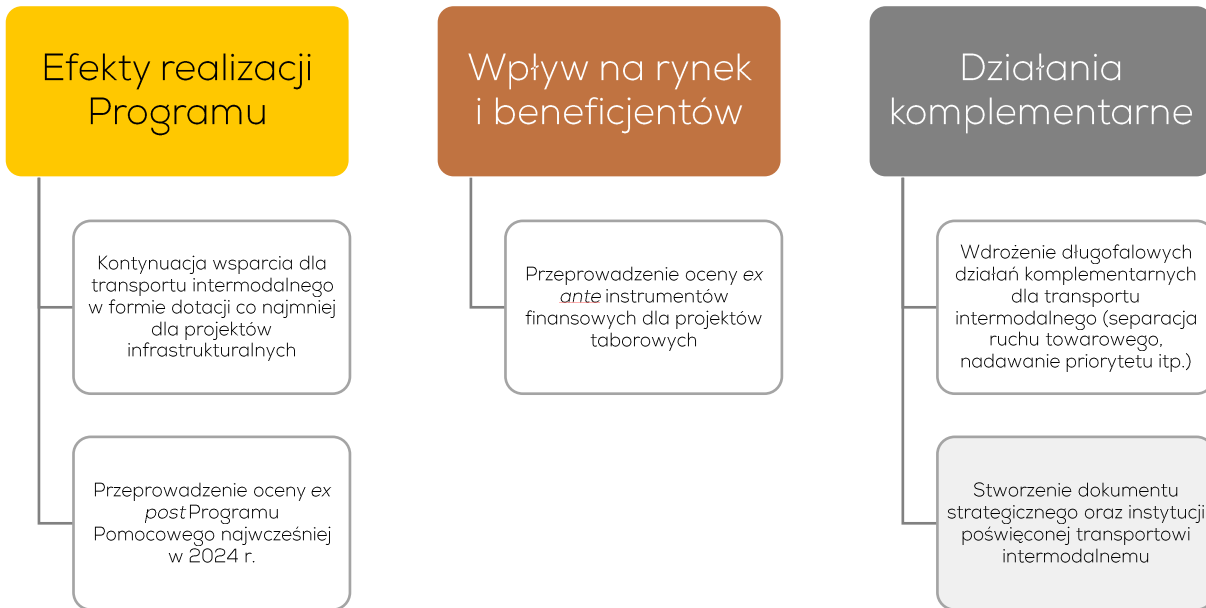 Efekty realizacji
Programu
Kontynuacja wsparcia dla
transportu intermodalnego
w formie dotacji co najmniej
dla projektów
infrastrukturalnych
Przeprowadzenie oceny ex
post Programu
Pomocowego najwcześniej
w 2024 r.
Wpływ na rynek
i beneficjentów
Przeprowadzenie oceny ex
ante instrumentów
finansowych dla projektów
taborowych
Działania
komplementarne
Wdrożenie długofalowych
działań komplementarnych
dla transportu
intermodalnego (separacja
ruchu towarowego,
nadawanie priorytetu itp.)
Stworzenie dokumentu
strategicznego oraz instytucji
poświęconej transportowi
intermodalnemu